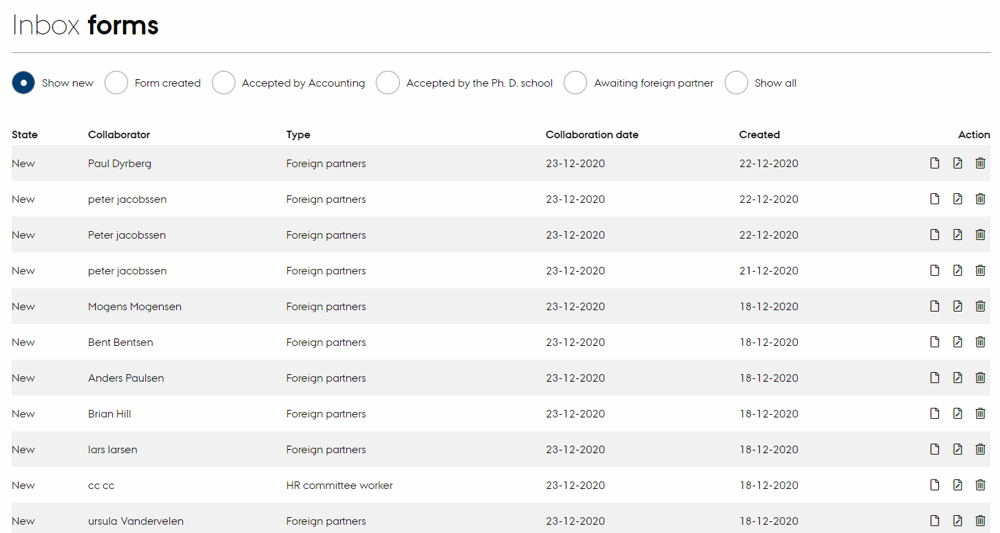 Inbox forms
Show new Form created Accepted by Accounting Accepted by the Ph. D. school Awaiting foreign partner Show all
State Collaborator Type Collaboration date Created Action
New Paul Dyrberg Foreign partners 23-12-2020 22-12-2020
New peter jacobssen Foreign partners 23-12-2020 22-12-2020
New Peter jacobssen Foreign partners 23-12-2020 22-12-2020
New peter jacobssen Foreign partners 23-12-2020 21-12-2020
New Mogens Mogensen Foreign partners 23-12-2020 18-12-2020
New Bent Bentsen Foreign partners 23-12-2020 18-12-2020
New Anders Paulsen Foreign partners 23-12-2020 18-12-2020
New Brian Hill Foreign partners 23-12-2020 18-12-2020
New lars larsen Foreign partners 23-12-2020 18-12-2020
New cc cc HR committee worker 23-12-2020 18-12-2020
New ursula Vandervelen Foreign partners 23-12-2020 18-12-2020